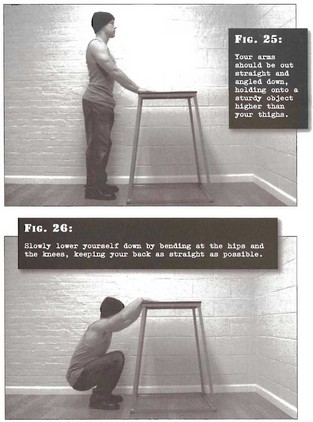 FIG. 25:
Your arms
should be out
straight and
angled down,
holding onto a
sturdy object
higher than
your thighs.
FIG. 26:
Slowly lower yourself down by bending at the hips and
the knees, keeping your back as straight as possible.